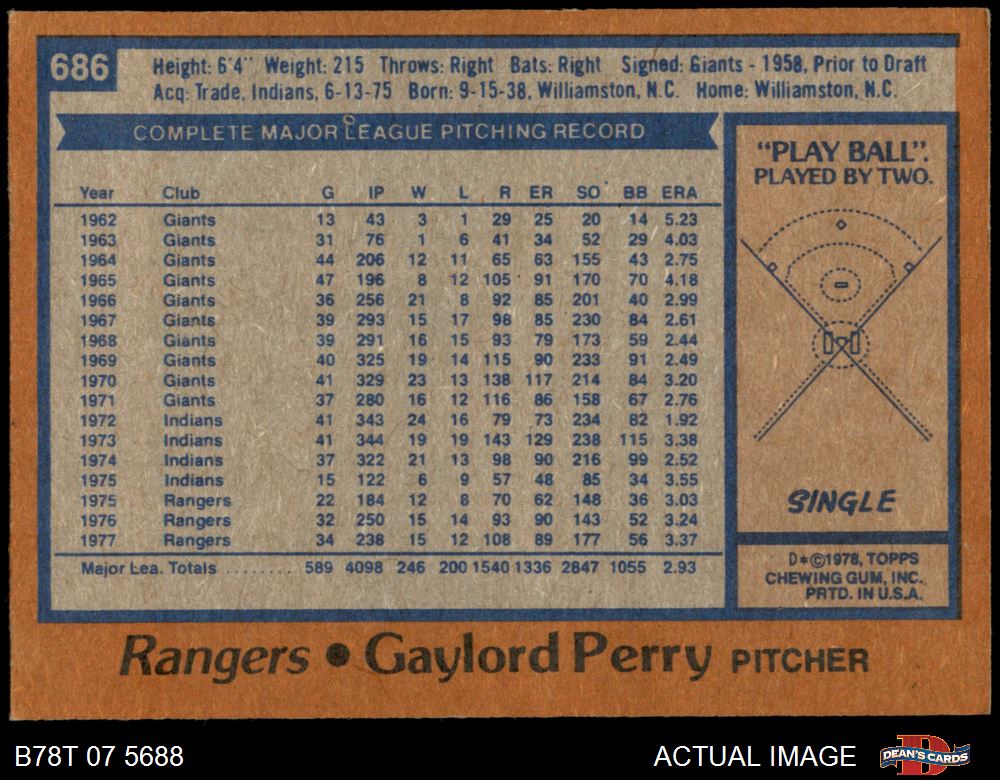 686
Height: 6'4" Weight: 215 Throws: Right Bats: Right Signed: Giants - 1958, Prior to Draft
Acq: Trade, Indians, 6-13-75 Born: 9-15-38, Williamston, N.C. Home: Williamston, N.C.
COMPLETE MAJOR LEAGUE PITCHING RECORD
Year Club G IP W L R ER SO BB ERA
1962 Giants 13 43 3 1 29 25 20 14 5.23
1963 Giants 31 76 1 6 41 34 52 29 4.03
1964 Giants 44 206 12 11 65 63 155 43 2.75
1965 Giants 47 196 8 12 105 91 170 70 4.18
1966 Giants 36 256 21 8 92 85 201 40 2.99
1967 Giants 39 293 15 17 98 85 230 84 2.61
1968 Giants 39 291 16 15 93 79 173 59 2.44
1969 Giants 40 325 19 14 115 90 233 91 2.49
1970 Giants 41 329 23 13 138 117 214 84 3.20
1971 Giants 37 280 16 12 116 86 158 67 2.76
1972 Indians 41 343 24 16 79 73 234 82 1.92
1973 Indians 41 344 19 19 143 129 238 115 3.38
1974 Indians 37 322 21 13 98 90 216 99 2.52
1975 Indians 15 122 6 9 57 48 85 34 3.55
1975 Rangers 22 184 12 8 70 62 148 36 3.03
1976 Rangers 32 250 15 14 93 90 143 52 3.24
1977 Rangers 34 238 15 12 108 89 177 56 3.37
Major Lea. Totals ........ 589 4098 246 200 1540 1336 2847 1055 2.93
"PLAY BALL".
PLAYED BY TWO.
SINGLE
D*©1978, TOPPS
CHEWING GUM, INC.
PRTD. IN U.S.A.
Rangers • Gaylord Perry PITCHER
B78T 07 5688
ACTUAL IMAGE
DEAN'S CARDS